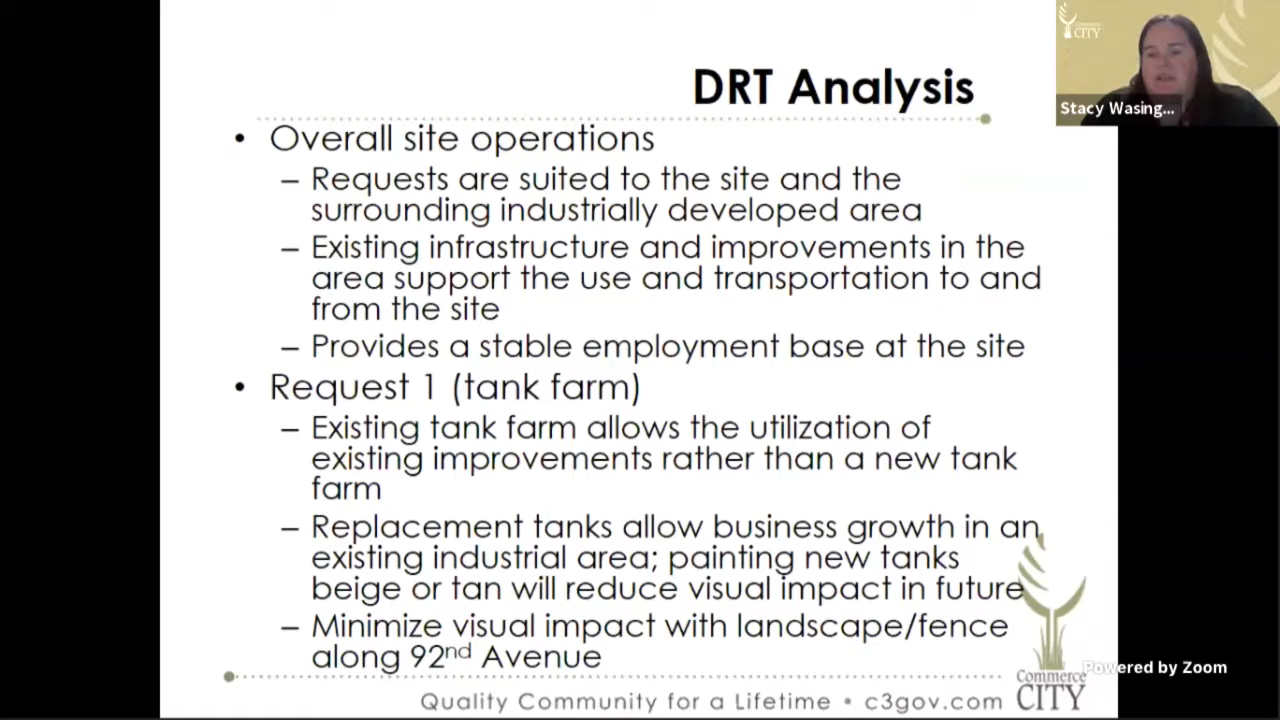 DRT Analysis
• Overall site operations
– Requests are suited to the site and the
surrounding industrially developed area
– Existing infrastructure and improvements in the
area support the use and transportation to and
from the site
– Provides a stable employment base at the site
• Request 1 (tank farm)
– Existing tank farm allows the utilization of
existing improvements rather than a new tank
farm
– Replacement tanks allow business growth in an
existing industrial area; painting new tanks
beige or tan will reduce visual impact in future
– Minimize visual impact with landscape/fence
along 92nd Avenue
Quality Community for a Lifetime • c3gov.com
Commerce
CITY
Commerce
CITY
Stacy Wasing...
Powered by Zoom